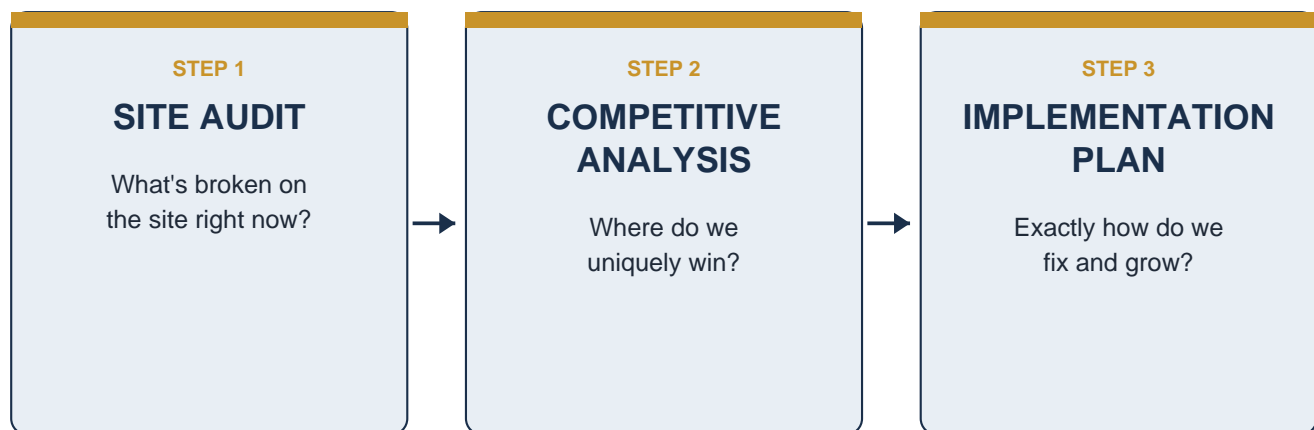 STEP 1
SITE AUDIT
What's broken on
the site right now?
STEP 2
COMPETITIVE
ANALYSIS
Where do we
uniquely win?
STEP 3
IMPLEMENTATION
PLAN
Exactly how do we
fix and grow?